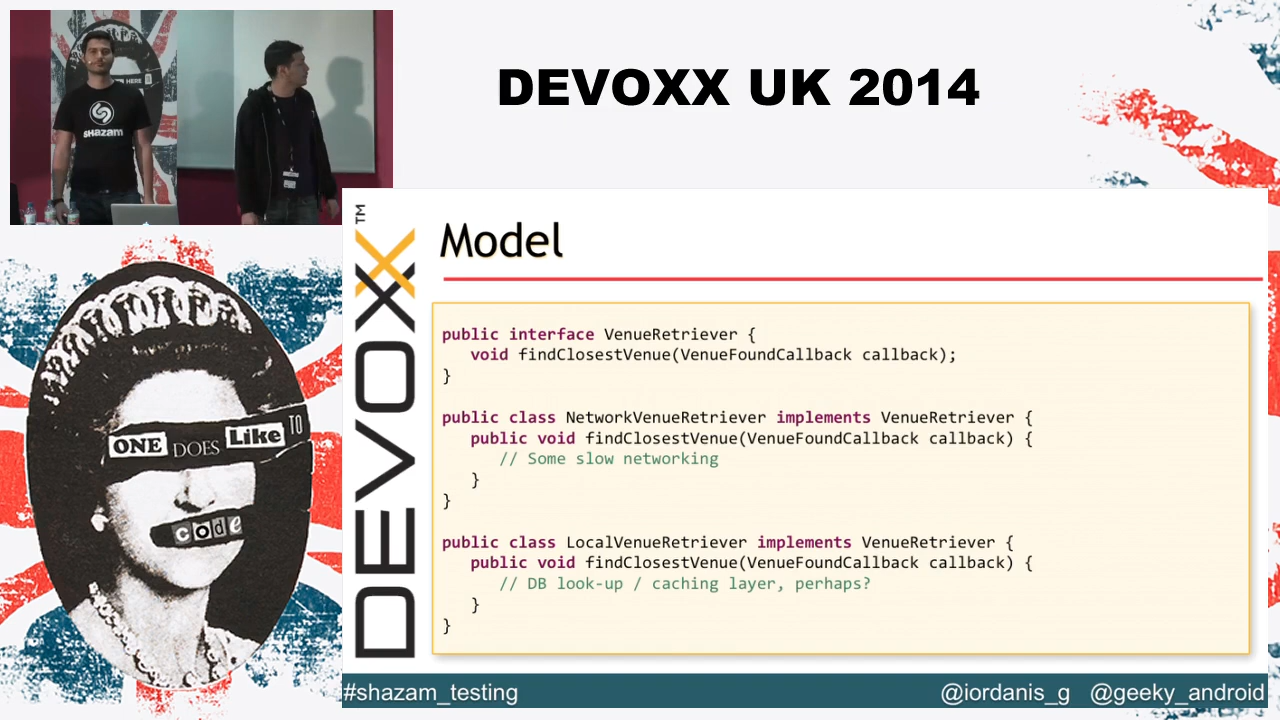 HERE
SHAZAM
DEVOXX UK 2014
DEVOXX™
Model
public interface VenueRetriever {
void findClosestVenue(VenueFoundCallback callback);
}
public class NetworkVenueRetriever implements VenueRetriever {
public void findClosestVenue(VenueFoundCallback callback) {
// Some slow networking
}
}
public class LocalVenueRetriever implements VenueRetriever {
public void findClosestVenue(VenueFoundCallback callback) {
// DB look-up / caching layer, perhaps?
}
}
ONE DOES Like TO
code
#shazam_testing
@iordanis_g @geeky_android